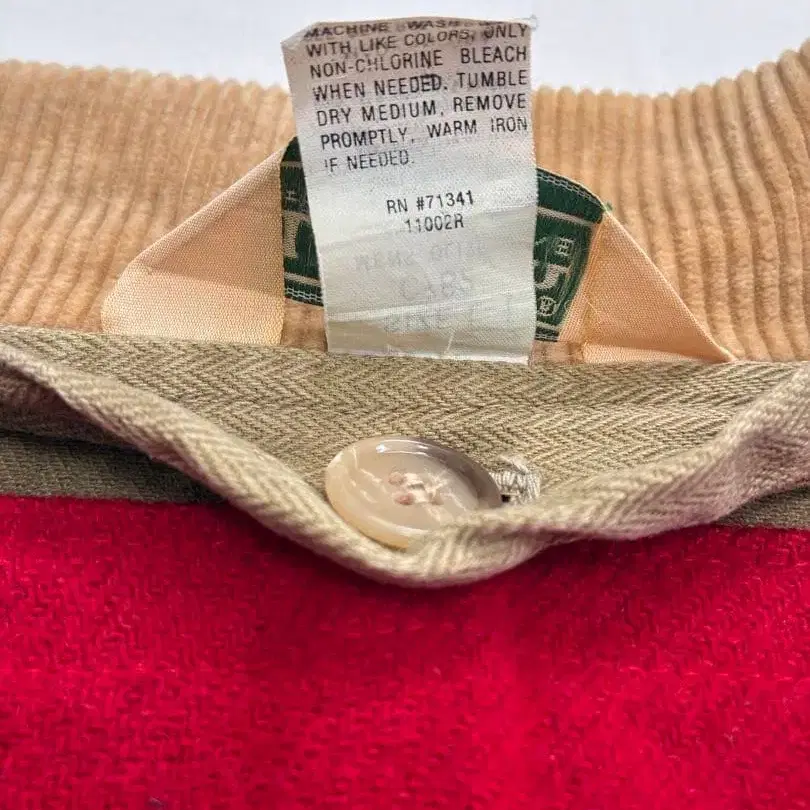 MACHINE WASH
WITH LIKE COLORS, ONLY
NON-CHLORINE BLEACH
WHEN NEEDED. TUMBLE
DRY MEDIUM, REMOVE
PROMPTLY, WARM IRON
IF NEEDED.
RN #71341
11002R